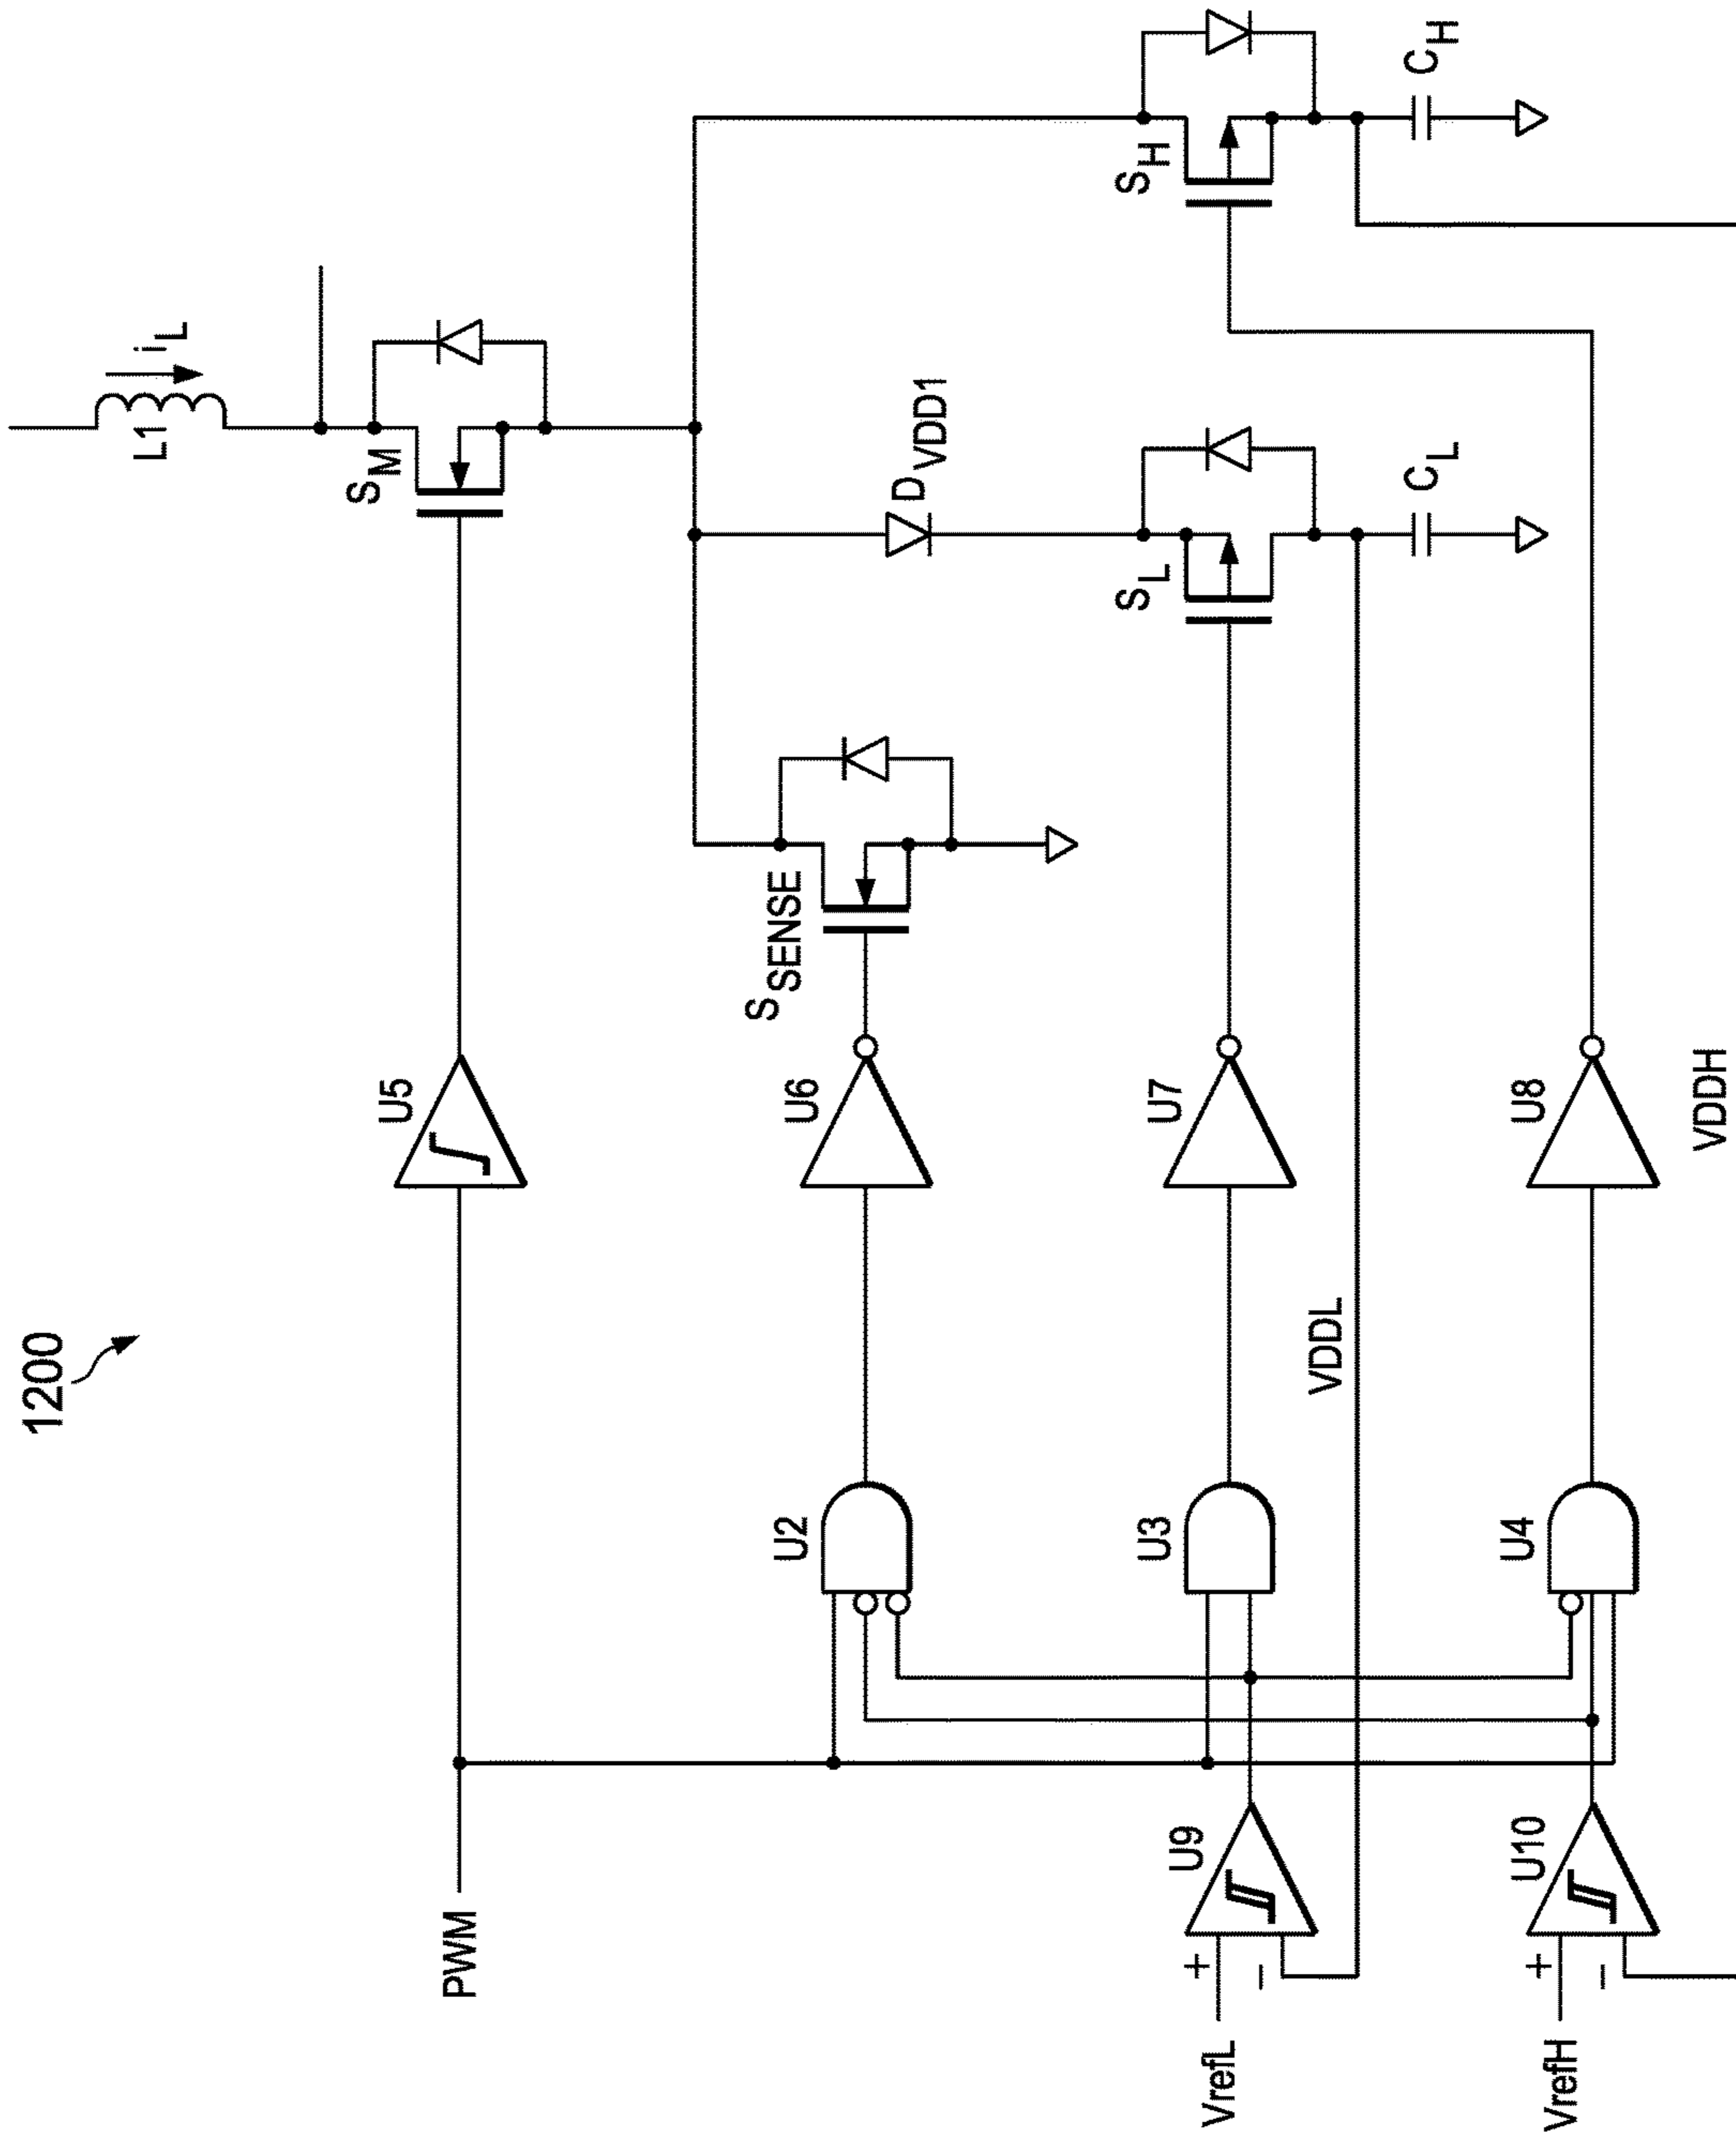 1200
L1
iL
SM
U5
PWM
SSENSE
U6
U2
DVDD1
SL
CL
U7
U3
VDDL
U9
+
−
VrefL
SH
CH
U8
VDDH
U4
U10
+
−
VrefH